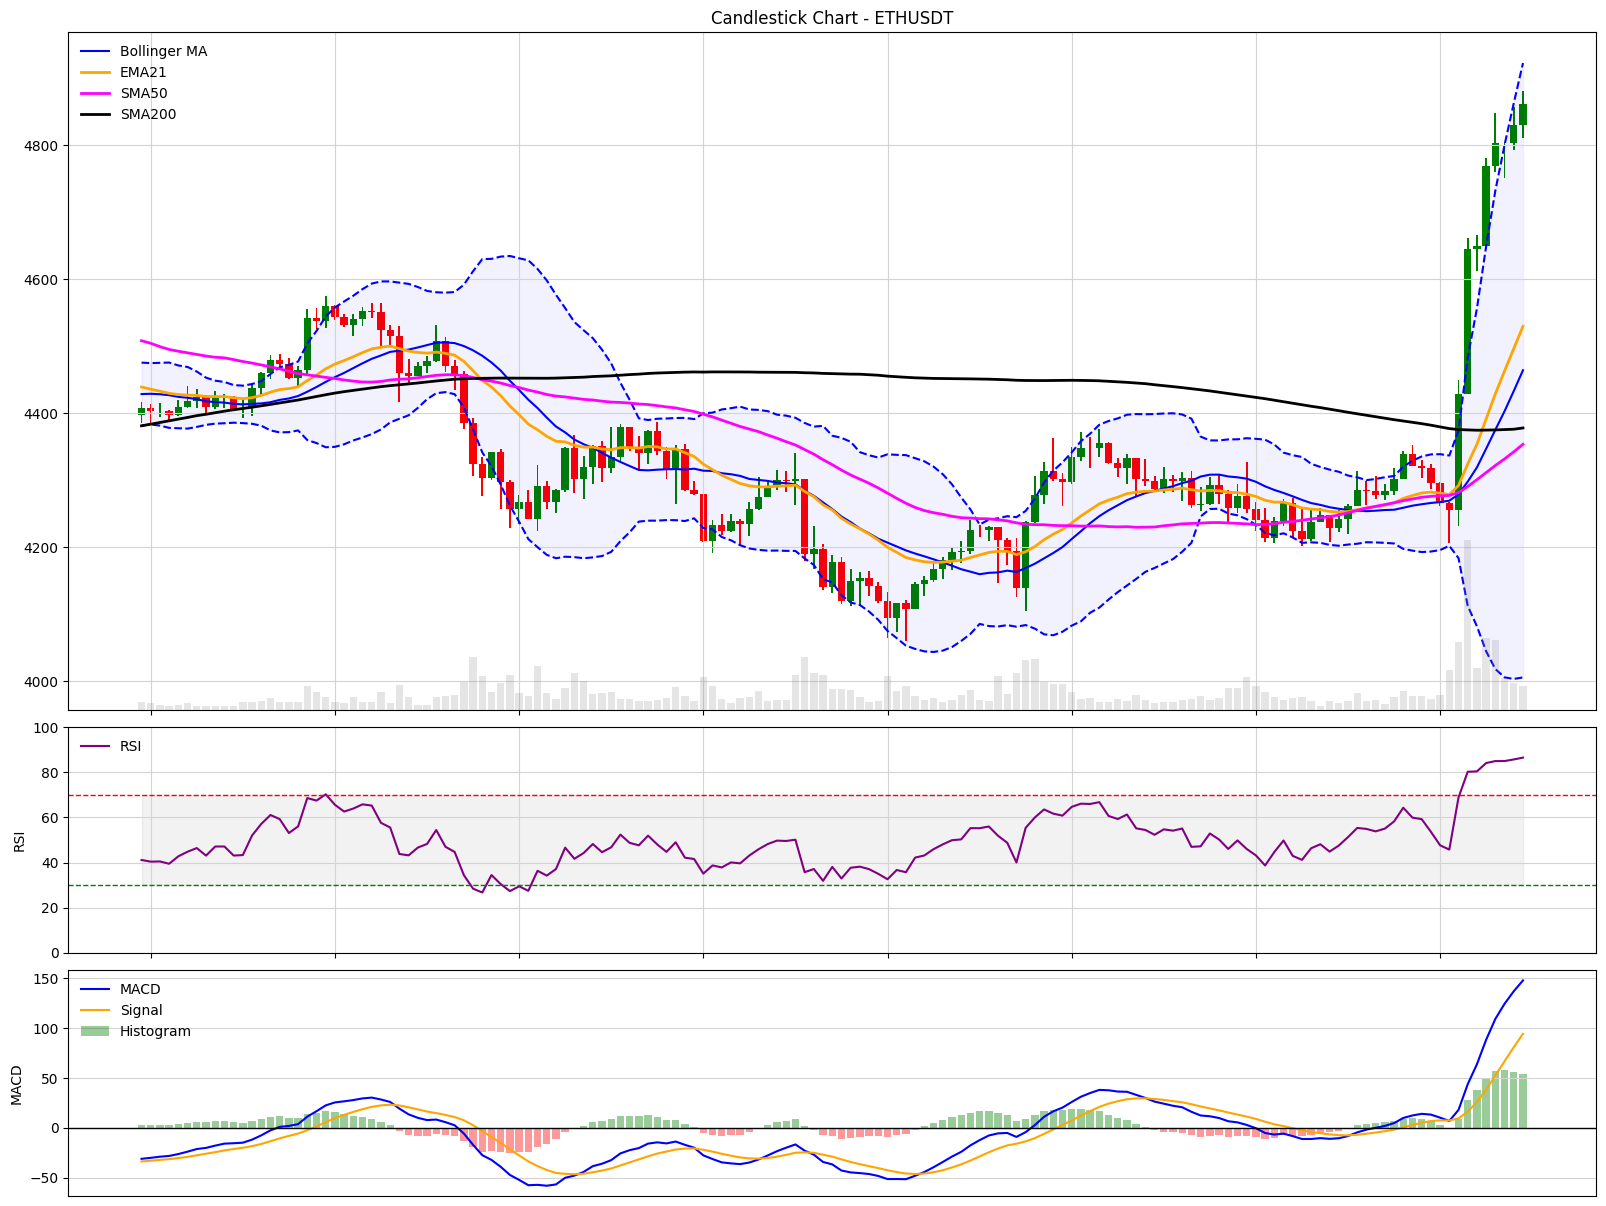 Candlestick Chart - ETHUSDT
Bollinger MA
EMA21
SMA50
SMA200
4800
4600
4400
4200
4000
100
80
60
40
20
0
RSI
RSI
150
100
50
0
−50
MACD
MACD
Signal
Histogram